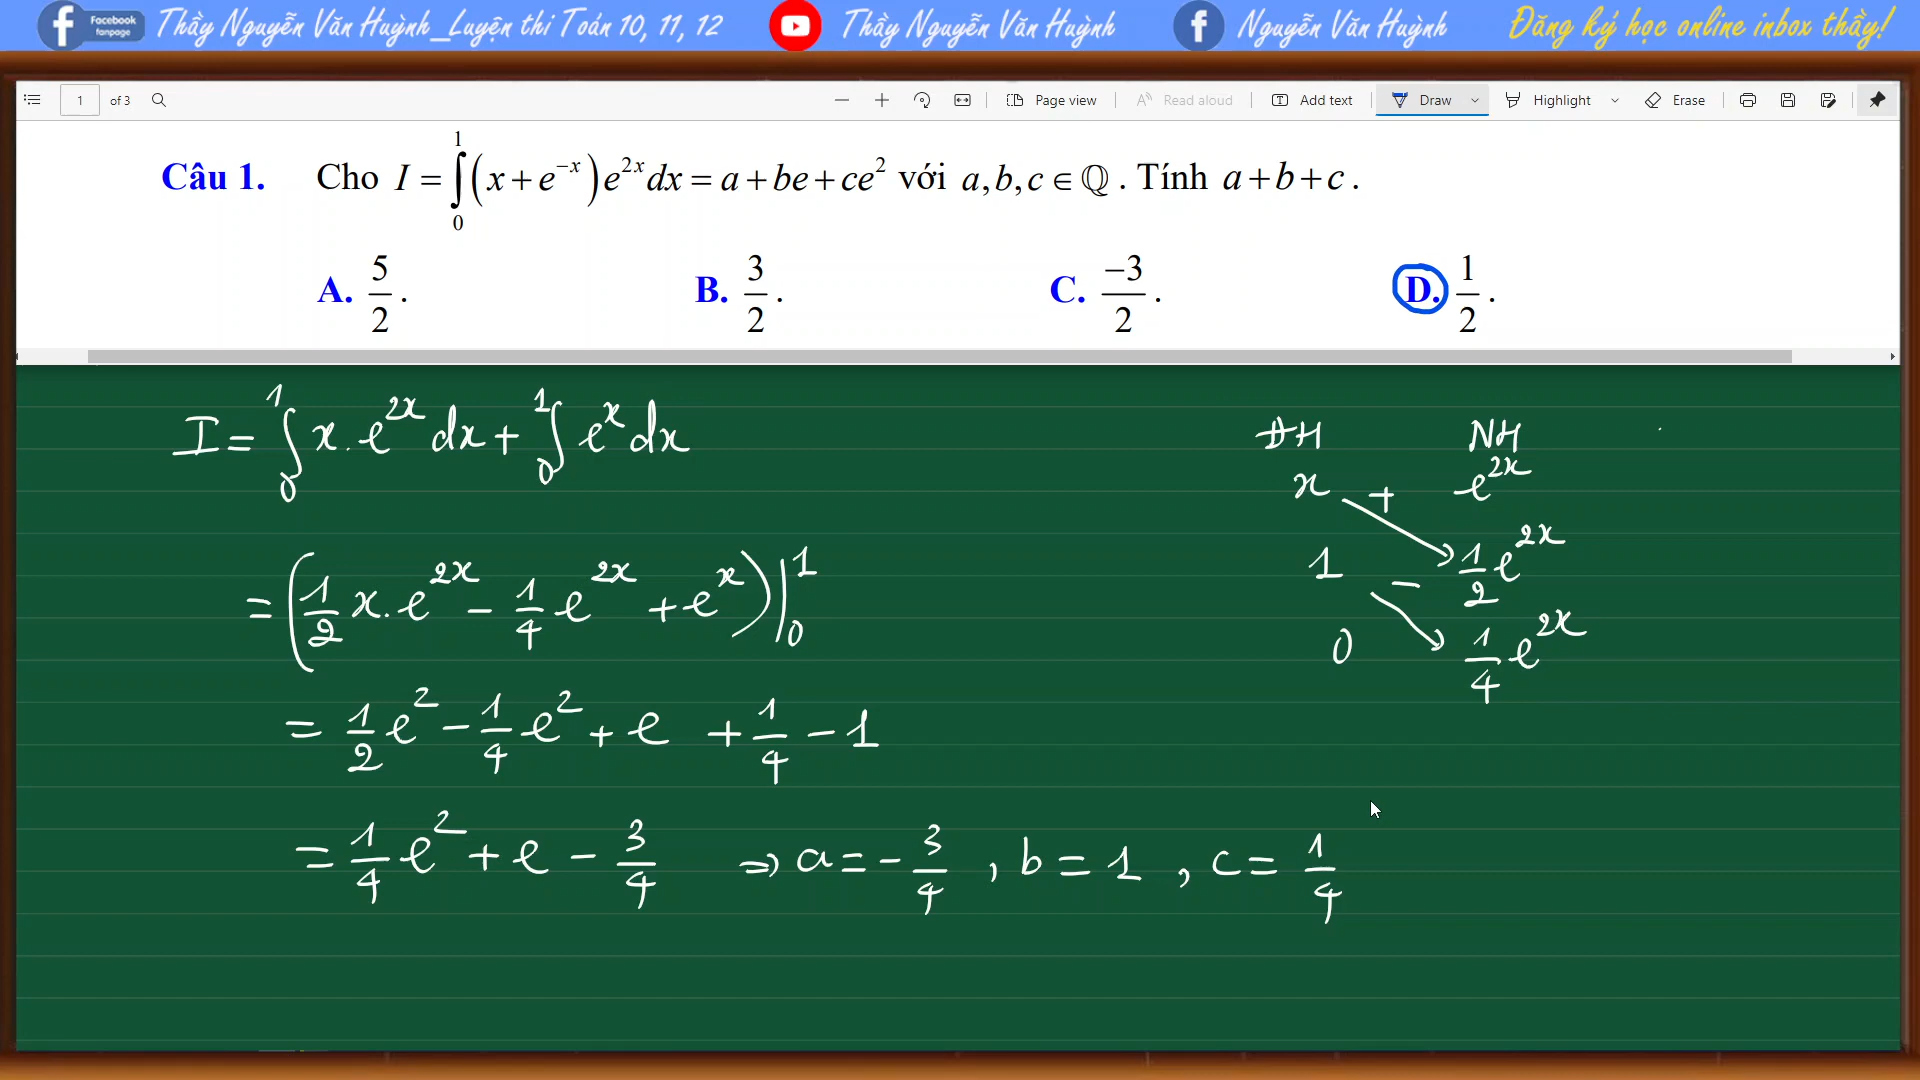 Facebook fanpage Thầy Nguyễn Văn Huỳnh_Luyện thi Toán 10, 11, 12 Thầy Nguyễn Văn Huỳnh Nguyễn Văn Huỳnh Đăng ký học online inbox thầy!
1 of 3 Page view Read aloud Add text Draw Highlight Erase
Câu 1. Cho I = ∫₀¹ (x + e^{-x}) e^{2x} dx = a + be + ce² với a, b, c ∈ ℚ. Tính a + b + c.
A. 5/2. B. 3/2. C. -3/2. D. 1/2.
I = ∫₀¹ x.e^{2x} dx + ∫₀¹ e^x dx
= (1/2 x.e^{2x} - 1/4 e^{2x} + e^x)|₀¹
= 1/2 e² - 1/4 e² + e + 1/4 - 1
= 1/4 e² + e - 3/4 ⇒ a = -3/4, b = 1, c = 1/4
ĐH NH
x + e^{2x}
1 - 1/2 e^{2x}
0 1/4 e^{2x}